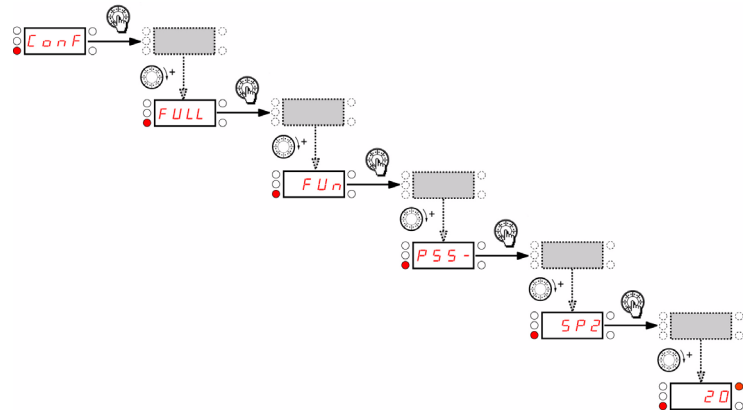 ConF
+
FULL
+
FUn
+
PSS-
+
SP2
+
20